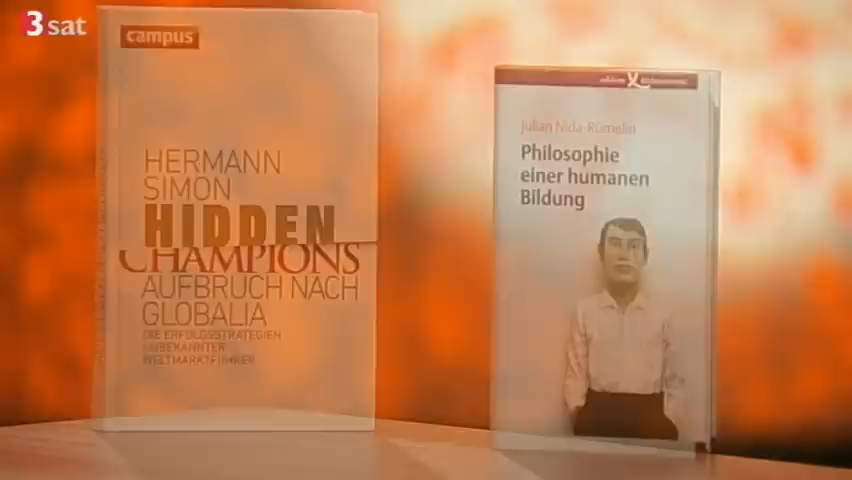 3sat
campus
HERMANN
SIMON
HIDDEN
CHAMPIONS
AUFBRUCH NACH
GLOBALIA
DIE ERFOLGSSTRATEGIEN
UNBEKANNTER
WELTMARKTFÜHRER
Julian Nida-Rümelin
Philosophie
einer humanen
Bildung